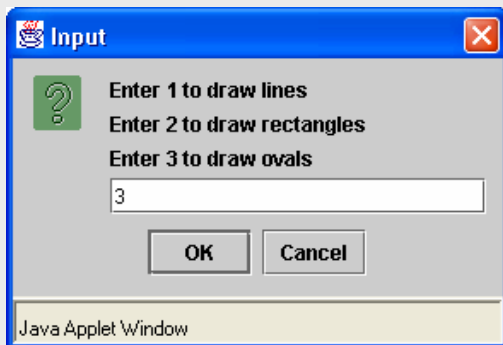 Input
Enter 1 to draw lines
Enter 2 to draw rectangles
Enter 3 to draw ovals
3
OK Cancel
Java Applet Window